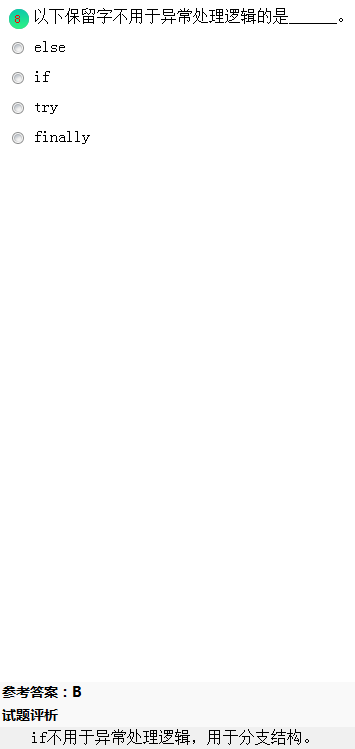 8 以下保留字不用于异常处理逻辑的是______。
else
if
try
finally
参考答案：B
试题评析
if不用于异常处理逻辑，用于分支结构。